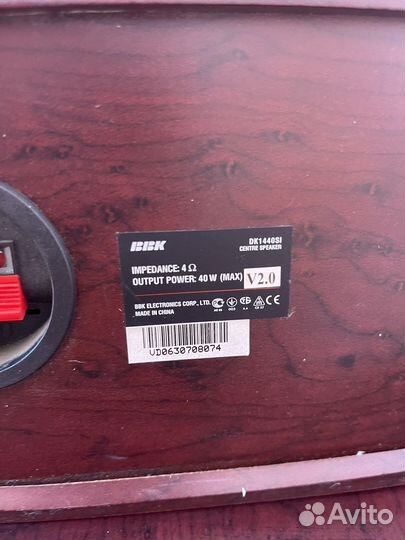 BBK
DK1440SI
CENTRE SPEAKER
IMPEDANCE: 4 Ω
OUTPUT POWER: 40 W (MAX) V2.0
BBK ELECTRONICS CORP., LTD.
MADE IN CHINA
VD0630708074
Avito